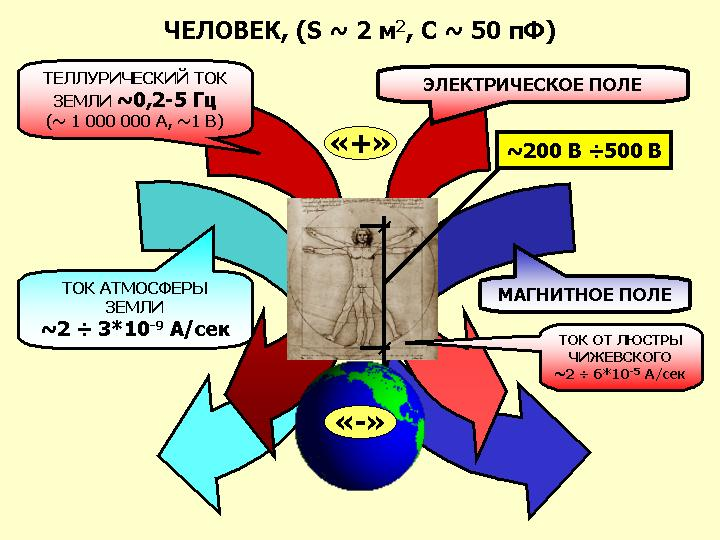 ЧЕЛОВЕК, (S ~ 2 м², С ~ 50 пФ)
ТЕЛЛУРИЧЕСКИЙ ТОК
ЗЕМЛИ ~0,2-5 Гц
(~ 1 000 000 А, ~1 В)
ЭЛЕКТРИЧЕСКОЕ ПОЛЕ
«+»
~200 В ÷500 В
ТОК АТМОСФЕРЫ
ЗЕМЛИ
~2 ÷ 3*10⁻⁹ А/сек
МАГНИТНОЕ ПОЛЕ
ТОК ОТ ЛЮСТРЫ
ЧИЖЕВСКОГО
~2 ÷ 6*10⁻⁵ А/сек
«-»